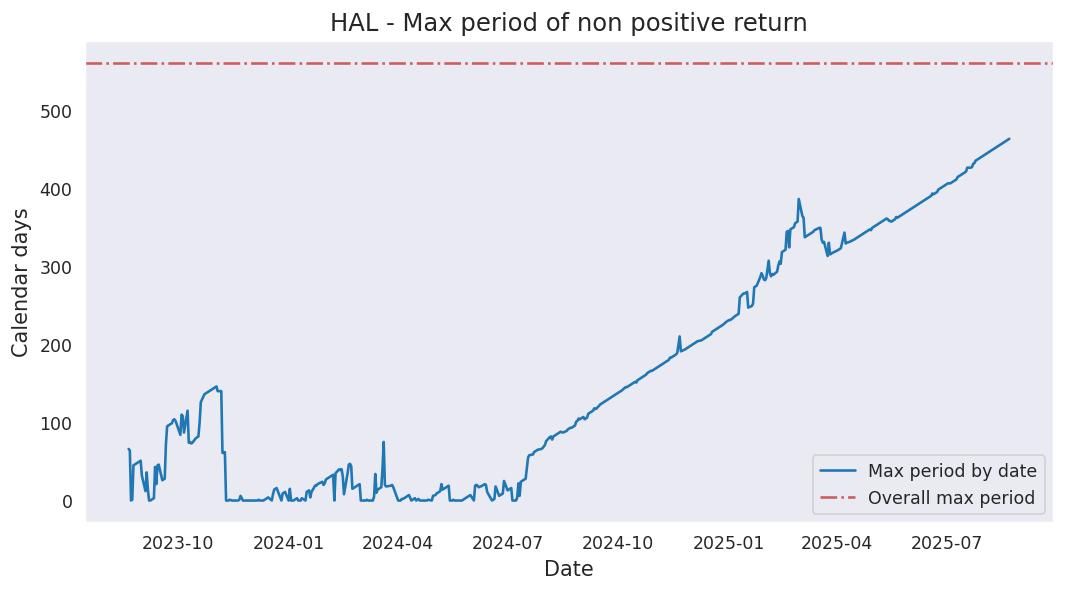 HAL - Max period of non positive return
Calendar days
500
400
300
200
100
0
Max period by date
Overall max period
2023-10 2024-01 2024-04 2024-07 2024-10 2025-01 2025-04 2025-07
Date